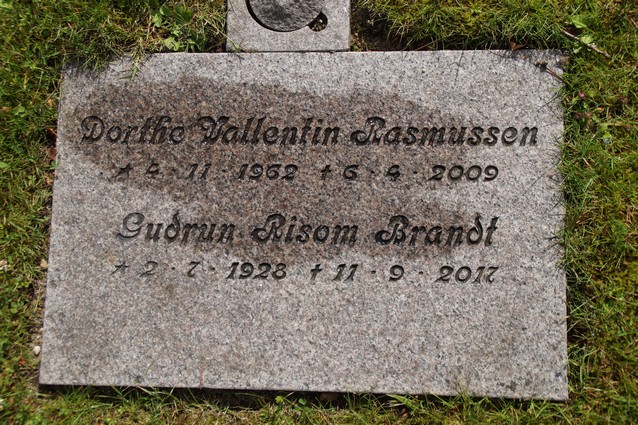 Dorthe Vallentin Rasmussen
★ 4 · 11 · 1962 ✝ 6 · 4 · 2009
Gudrun Risom Brandt
★ 2 · 7 · 1928 ✝ 11 · 9 · 2017